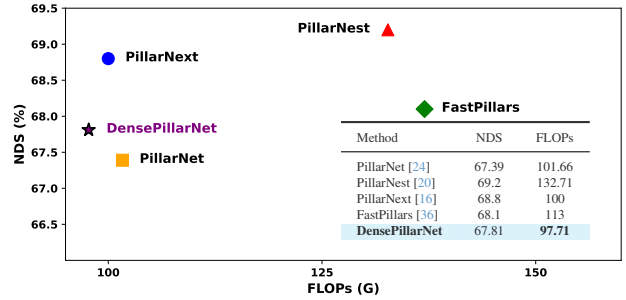 69.5
69.0
68.5
68.0
67.5
67.0
66.5
NDS (%)
PillarNest
PillarNext
FastPillars
DensePillarNet
PillarNet
Method NDS FLOPs
PillarNet [24] 67.39 101.66
PillarNest [20] 69.2 132.71
PillarNext [16] 68.8 100
FastPillars [36] 68.1 113
DensePillarNet 67.81 97.71
100 125 150
FLOPs (G)